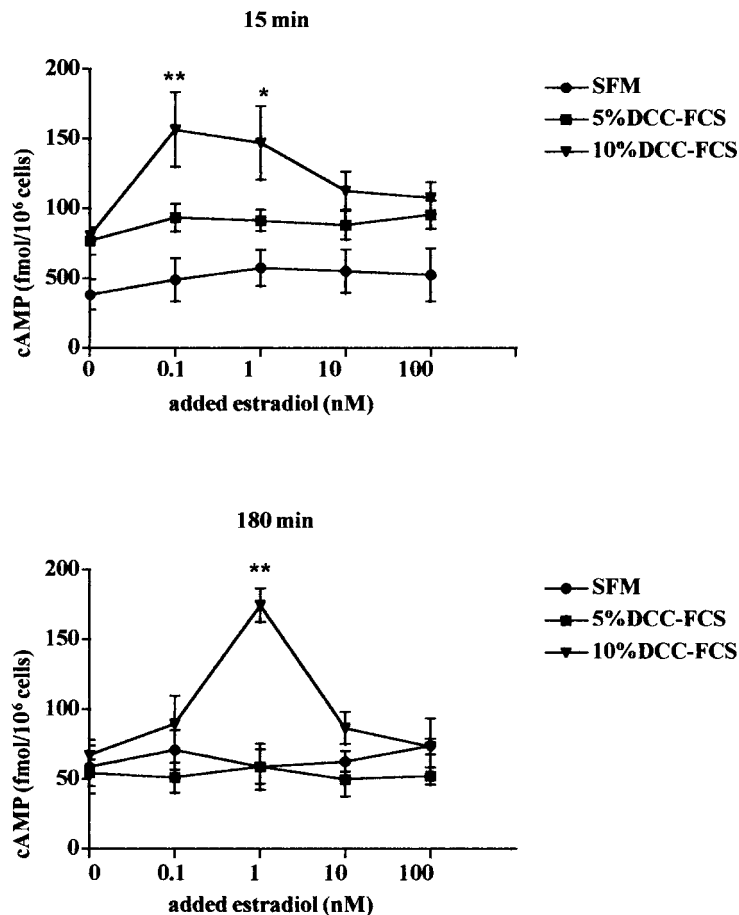 15 min
200
150
100
500
0
cAMP (fmol/10⁶ cells)
** *
0 0.1 1 10 100
added estradiol (nM)
SFM
5%DCC-FCS
10%DCC-FCS
180 min
200
150
100
50
0
cAMP (fmol/10⁶ cells)
**
0 0.1 1 10 100
added estradiol (nM)
SFM
5%DCC-FCS
10%DCC-FCS